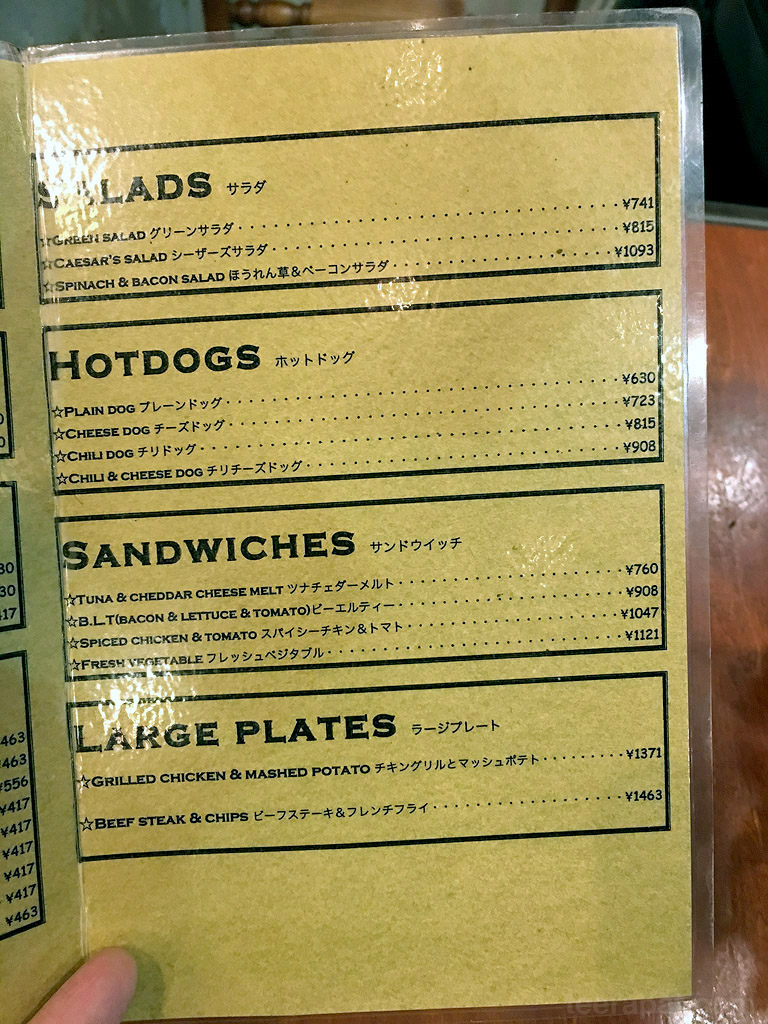 SALADS サラダ
☆GREEN SALAD グリーンサラダ ¥741
☆CAESAR'S SALAD シーザーズサラダ ¥815
☆SPINACH & BACON SALAD ほうれん草&ベーコンサラダ ¥1093
HOTDOGS ホットドッグ
☆PLAIN DOG プレーンドッグ ¥630
☆CHEESE DOG チーズドッグ ¥723
☆CHILI DOG チリドッグ ¥815
☆CHILI & CHEESE DOG チリチーズドッグ ¥908
SANDWICHES サンドウイッチ
☆TUNA & CHEDDAR CHEESE MELT ツナチェダーメルト ¥760
☆B.L.T(BACON & LETTUCE & TOMATO)ビーエルティー ¥908
☆SPICED CHICKEN & TOMATO スパイシーチキン&トマト ¥1047
☆FRESH VEGETABLE フレッシュベジタブル ¥1121
LARGE PLATES ラージプレート
☆GRILLED CHICKEN & MASHED POTATO チキングリルとマッシュポテト ¥1371
☆BEEF STEAK & CHIPS ビーフステーキ&フレンチフライ ¥1463
¥463
¥556
¥417
¥417
¥417
¥417
¥417
¥463